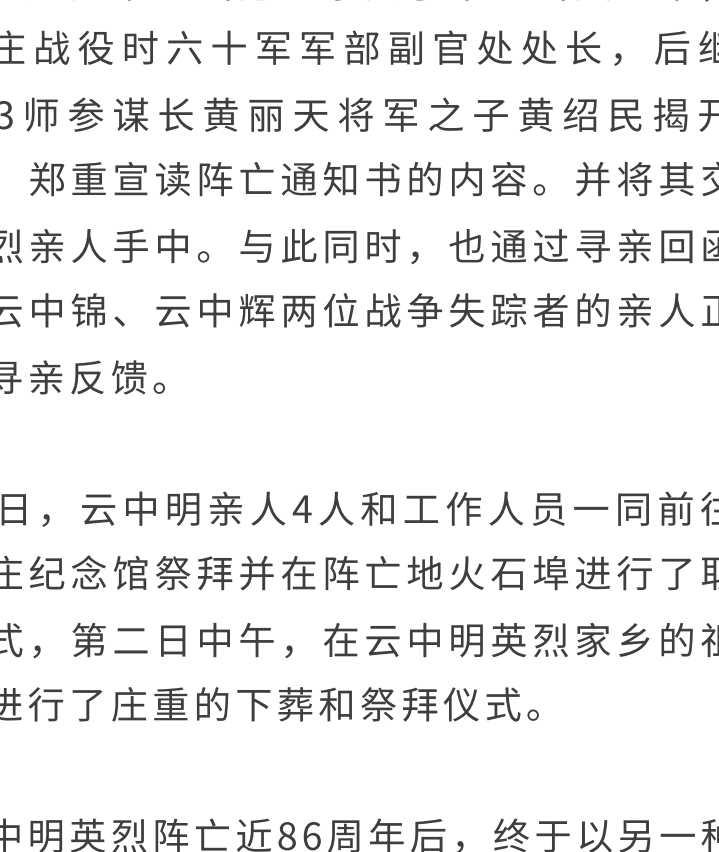 庄战役时六十军军部副官处处长，后继
3师参谋长黄丽天将军之子黄绍民揭开
郑重宣读阵亡通知书的内容。并将其交
烈亲人手中。与此同时，也通过寻亲回函
云中锦、云中辉两位战争失踪者的亲人正
寻亲反馈。
日，云中明亲人4人和工作人员一同前往
庄纪念馆祭拜并在阵亡地火石埠进行了取
式，第二日中午，在云中明英烈家乡的祖
进行了庄重的下葬和祭拜仪式。
中明英烈阵亡近86周年后，终于以另一种